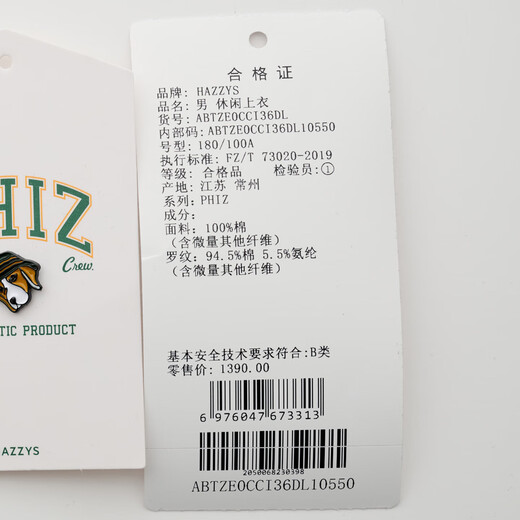 PHIZ
Crew.
TIC PRODUCT
HAZZYS
合格证
品牌: HAZZYS
品名: 男 休闲上衣
货号: ABTZE0CCI36DL
内部码: ABTZE0CCI36DL10550
号型: 180/100A
执行标准: FZ/T 73020-2019
等级: 合格品 检验员:①
产地: 江苏 常州
系列: PHIZ
成分:
面料: 100%棉
(含微量其他纤维)
罗纹: 94.5%棉 5.5%氨纶
(含微量其他纤维)
基本安全技术要求符合:B类
零售价: 1390.00
6 976047 673313
2050068230398
ABTZE0CCI36DL10550